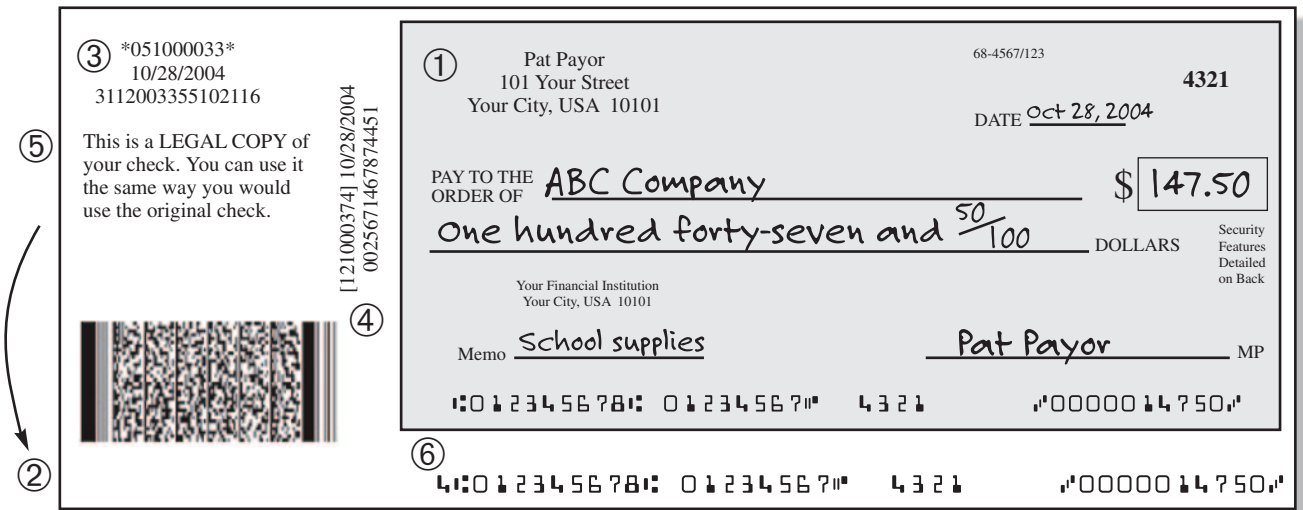 ③ *051000033*
10/28/2004
3112003355102116
⑤ This is a LEGAL COPY of
your check. You can use it
the same way you would
use the original check.
[121000374] 10/28/2004
00256714678744​51
④
②
① Pat Payor
101 Your Street
Your City, USA 10101
68-4567/123
4321
DATE Oct 28, 2004
PAY TO THE
ORDER OF ABC Company $ 147.50
One hundred forty-seven and 50/100 DOLLARS
Security
Features
Detailed
on Back
Your Financial Institution
Your City, USA 10101
Memo School supplies Pat Payor MP
⑆012345678⑆ 01234567⑈ 4321 ⑇0000014750⑇
⑥
4⑆012345678⑆ 01234567⑈ 4321 ⑇0000014750⑇